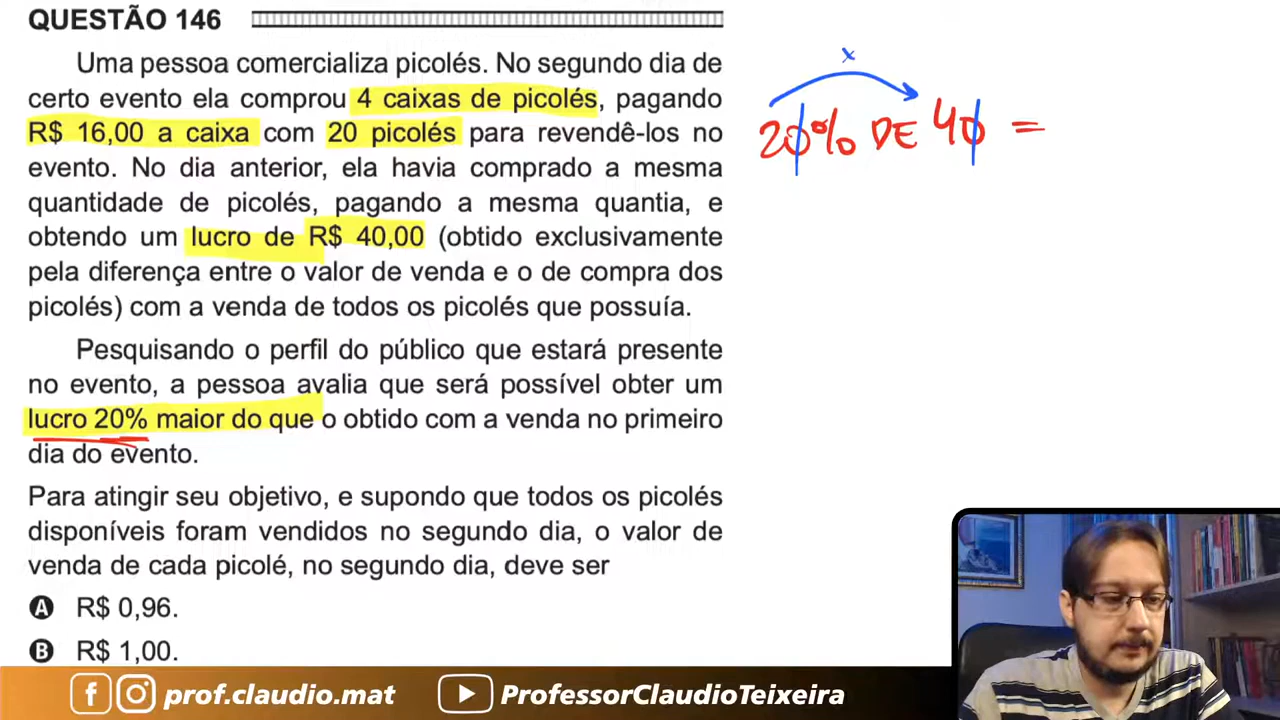 QUESTÃO 146
Uma pessoa comercializa picolés. No segundo dia de
certo evento ela comprou 4 caixas de picolés, pagando
R$ 16,00 a caixa com 20 picolés para revendê-los no
evento. No dia anterior, ela havia comprado a mesma
quantidade de picolés, pagando a mesma quantia, e
obtendo um lucro de R$ 40,00 (obtido exclusivamente
pela diferença entre o valor de venda e o de compra dos
picolés) com a venda de todos os picolés que possuía.
Pesquisando o perfil do público que estará presente
no evento, a pessoa avalia que será possível obter um
lucro 20% maior do que o obtido com a venda no primeiro
dia do evento.
Para atingir seu objetivo, e supondo que todos os picolés
disponíveis foram vendidos no segundo dia, o valor de
venda de cada picolé, no segundo dia, deve ser
A R$ 0,96.
B R$ 1,00.
x
20% DE 40 =
prof.claudio.mat
ProfessorClaudioTeixeira